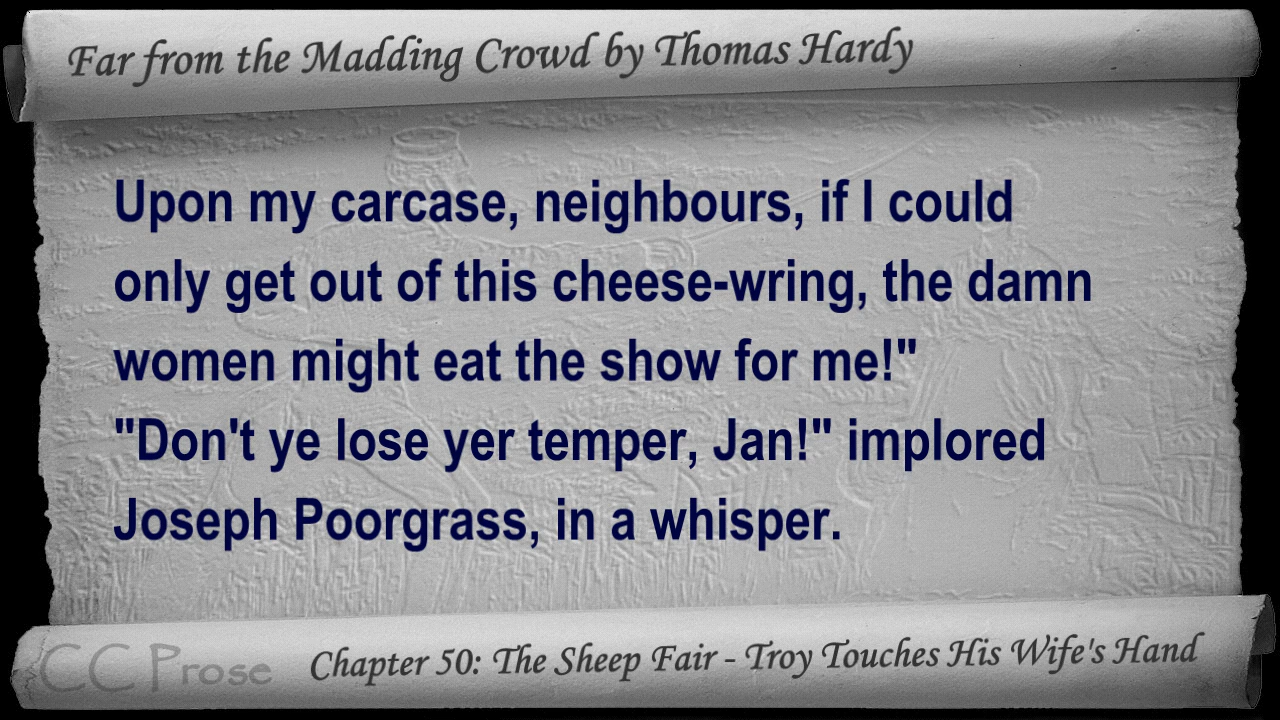 Far from the Madding Crowd by Thomas Hardy
Upon my carcase, neighbours, if I could
only get out of this cheese-wring, the damn
women might eat the show for me!"
"Don't ye lose yer temper, Jan!" implored
Joseph Poorgrass, in a whisper.
CC Prose
Chapter 50: The Sheep Fair - Troy Touches His Wife's Hand